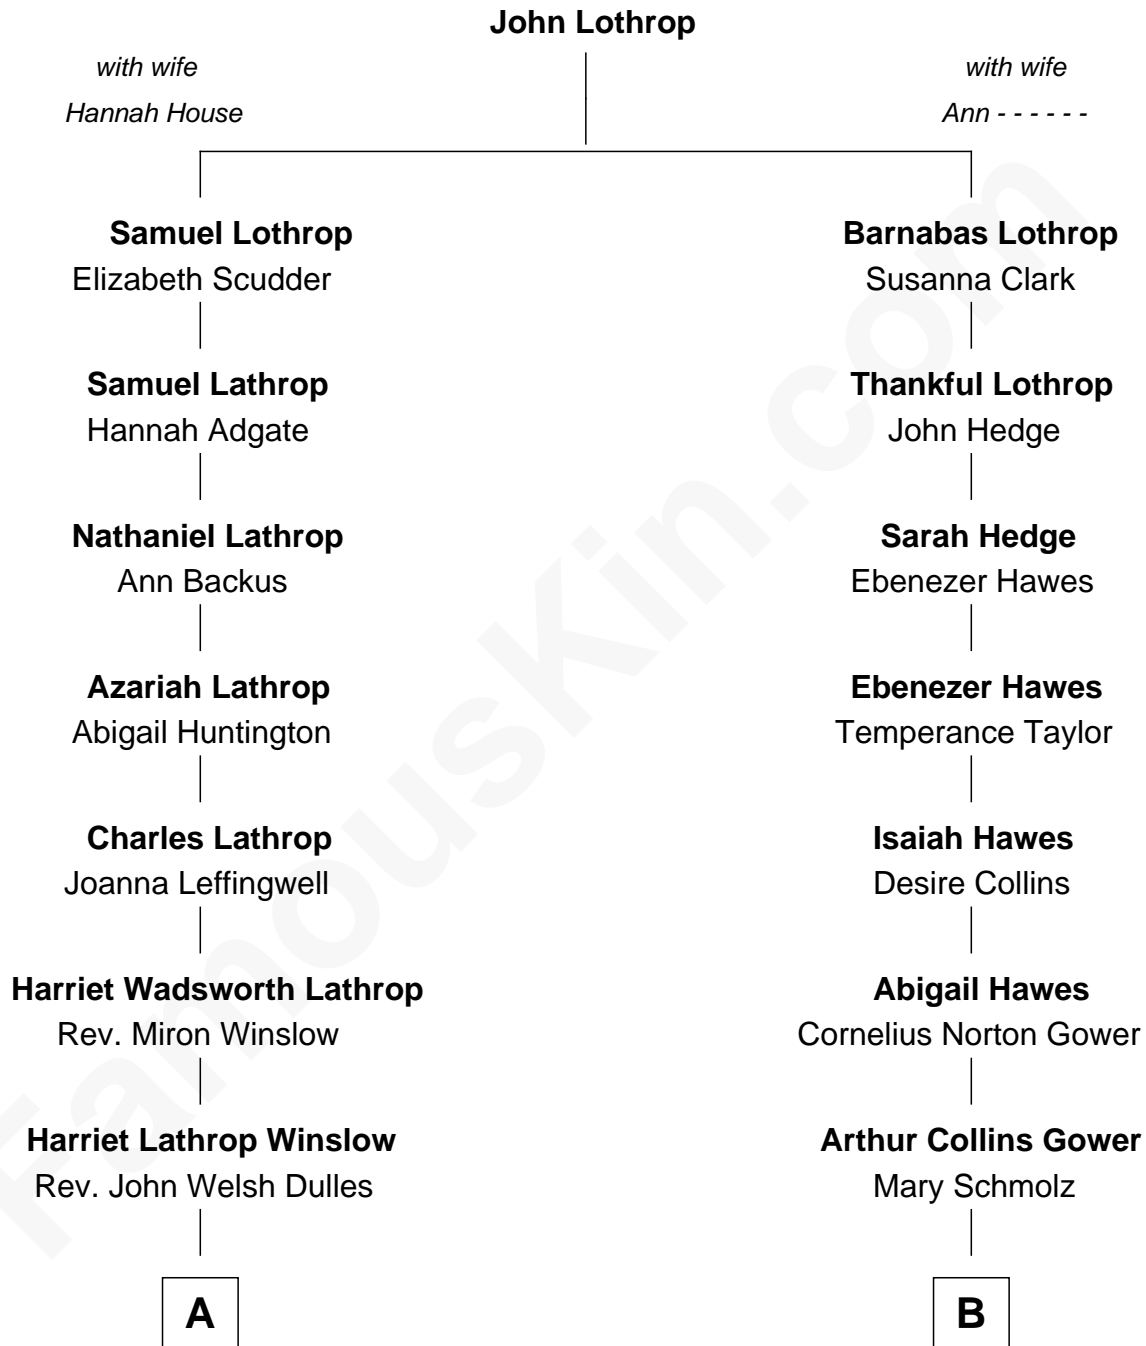 John Lothrop
with wife
Hannah House
with wife
Ann - - - - - -
Samuel Lothrop
Elizabeth Scudder
Barnabas Lothrop
Susanna Clark
Samuel Lathrop
Hannah Adgate
Thankful Lothrop
John Hedge
Nathaniel Lathrop
Ann Backus
Sarah Hedge
Ebenezer Hawes
Azariah Lathrop
Abigail Huntington
Ebenezer Hawes
Temperance Taylor
Charles Lathrop
Joanna Leffingwell
Isaiah Hawes
Desire Collins
Harriet Wadsworth Lathrop
Rev. Miron Winslow
Abigail Hawes
Cornelius Norton Gower
Harriet Lathrop Winslow
Rev. John Welsh Dulles
Arthur Collins Gower
Mary Schmolz
A
B
FamousKin.com